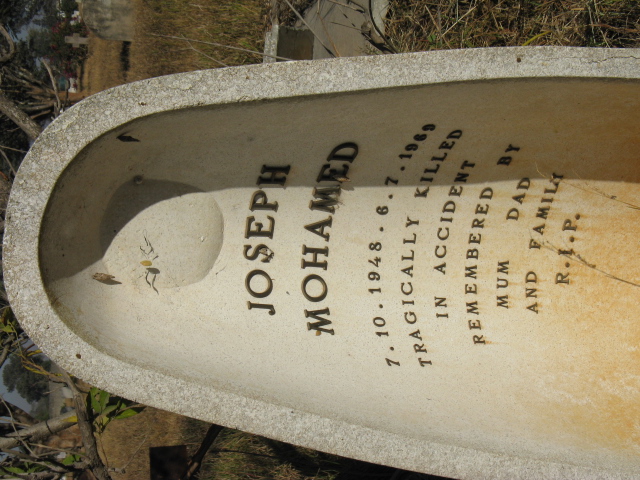 JOSEPH
MOHAMED
7.10.1948.6.7.1969
TRAGICALLY KILLED
IN ACCIDENT
REMEMBERED BY
MUM DAD
AND FAMILY
R.I.P.